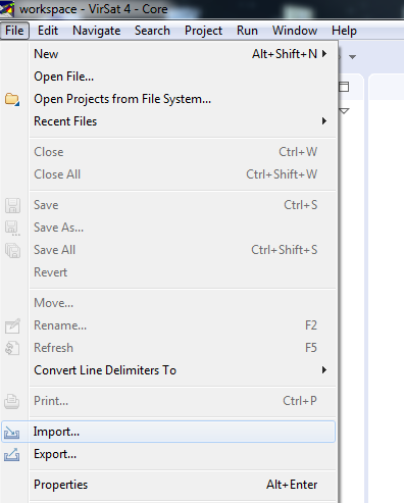 workspace - VirSat 4 - Core
File Edit Navigate Search Project Run Window Help
New Alt+Shift+N
Open File...
Open Projects from File System...
Recent Files
Close Ctrl+W
Close All Ctrl+Shift+W
Save Ctrl+S
Save As...
Save All Ctrl+Shift+S
Revert
Move...
Rename... F2
Refresh F5
Convert Line Delimiters To
Print... Ctrl+P
Import...
Export...
Properties Alt+Enter